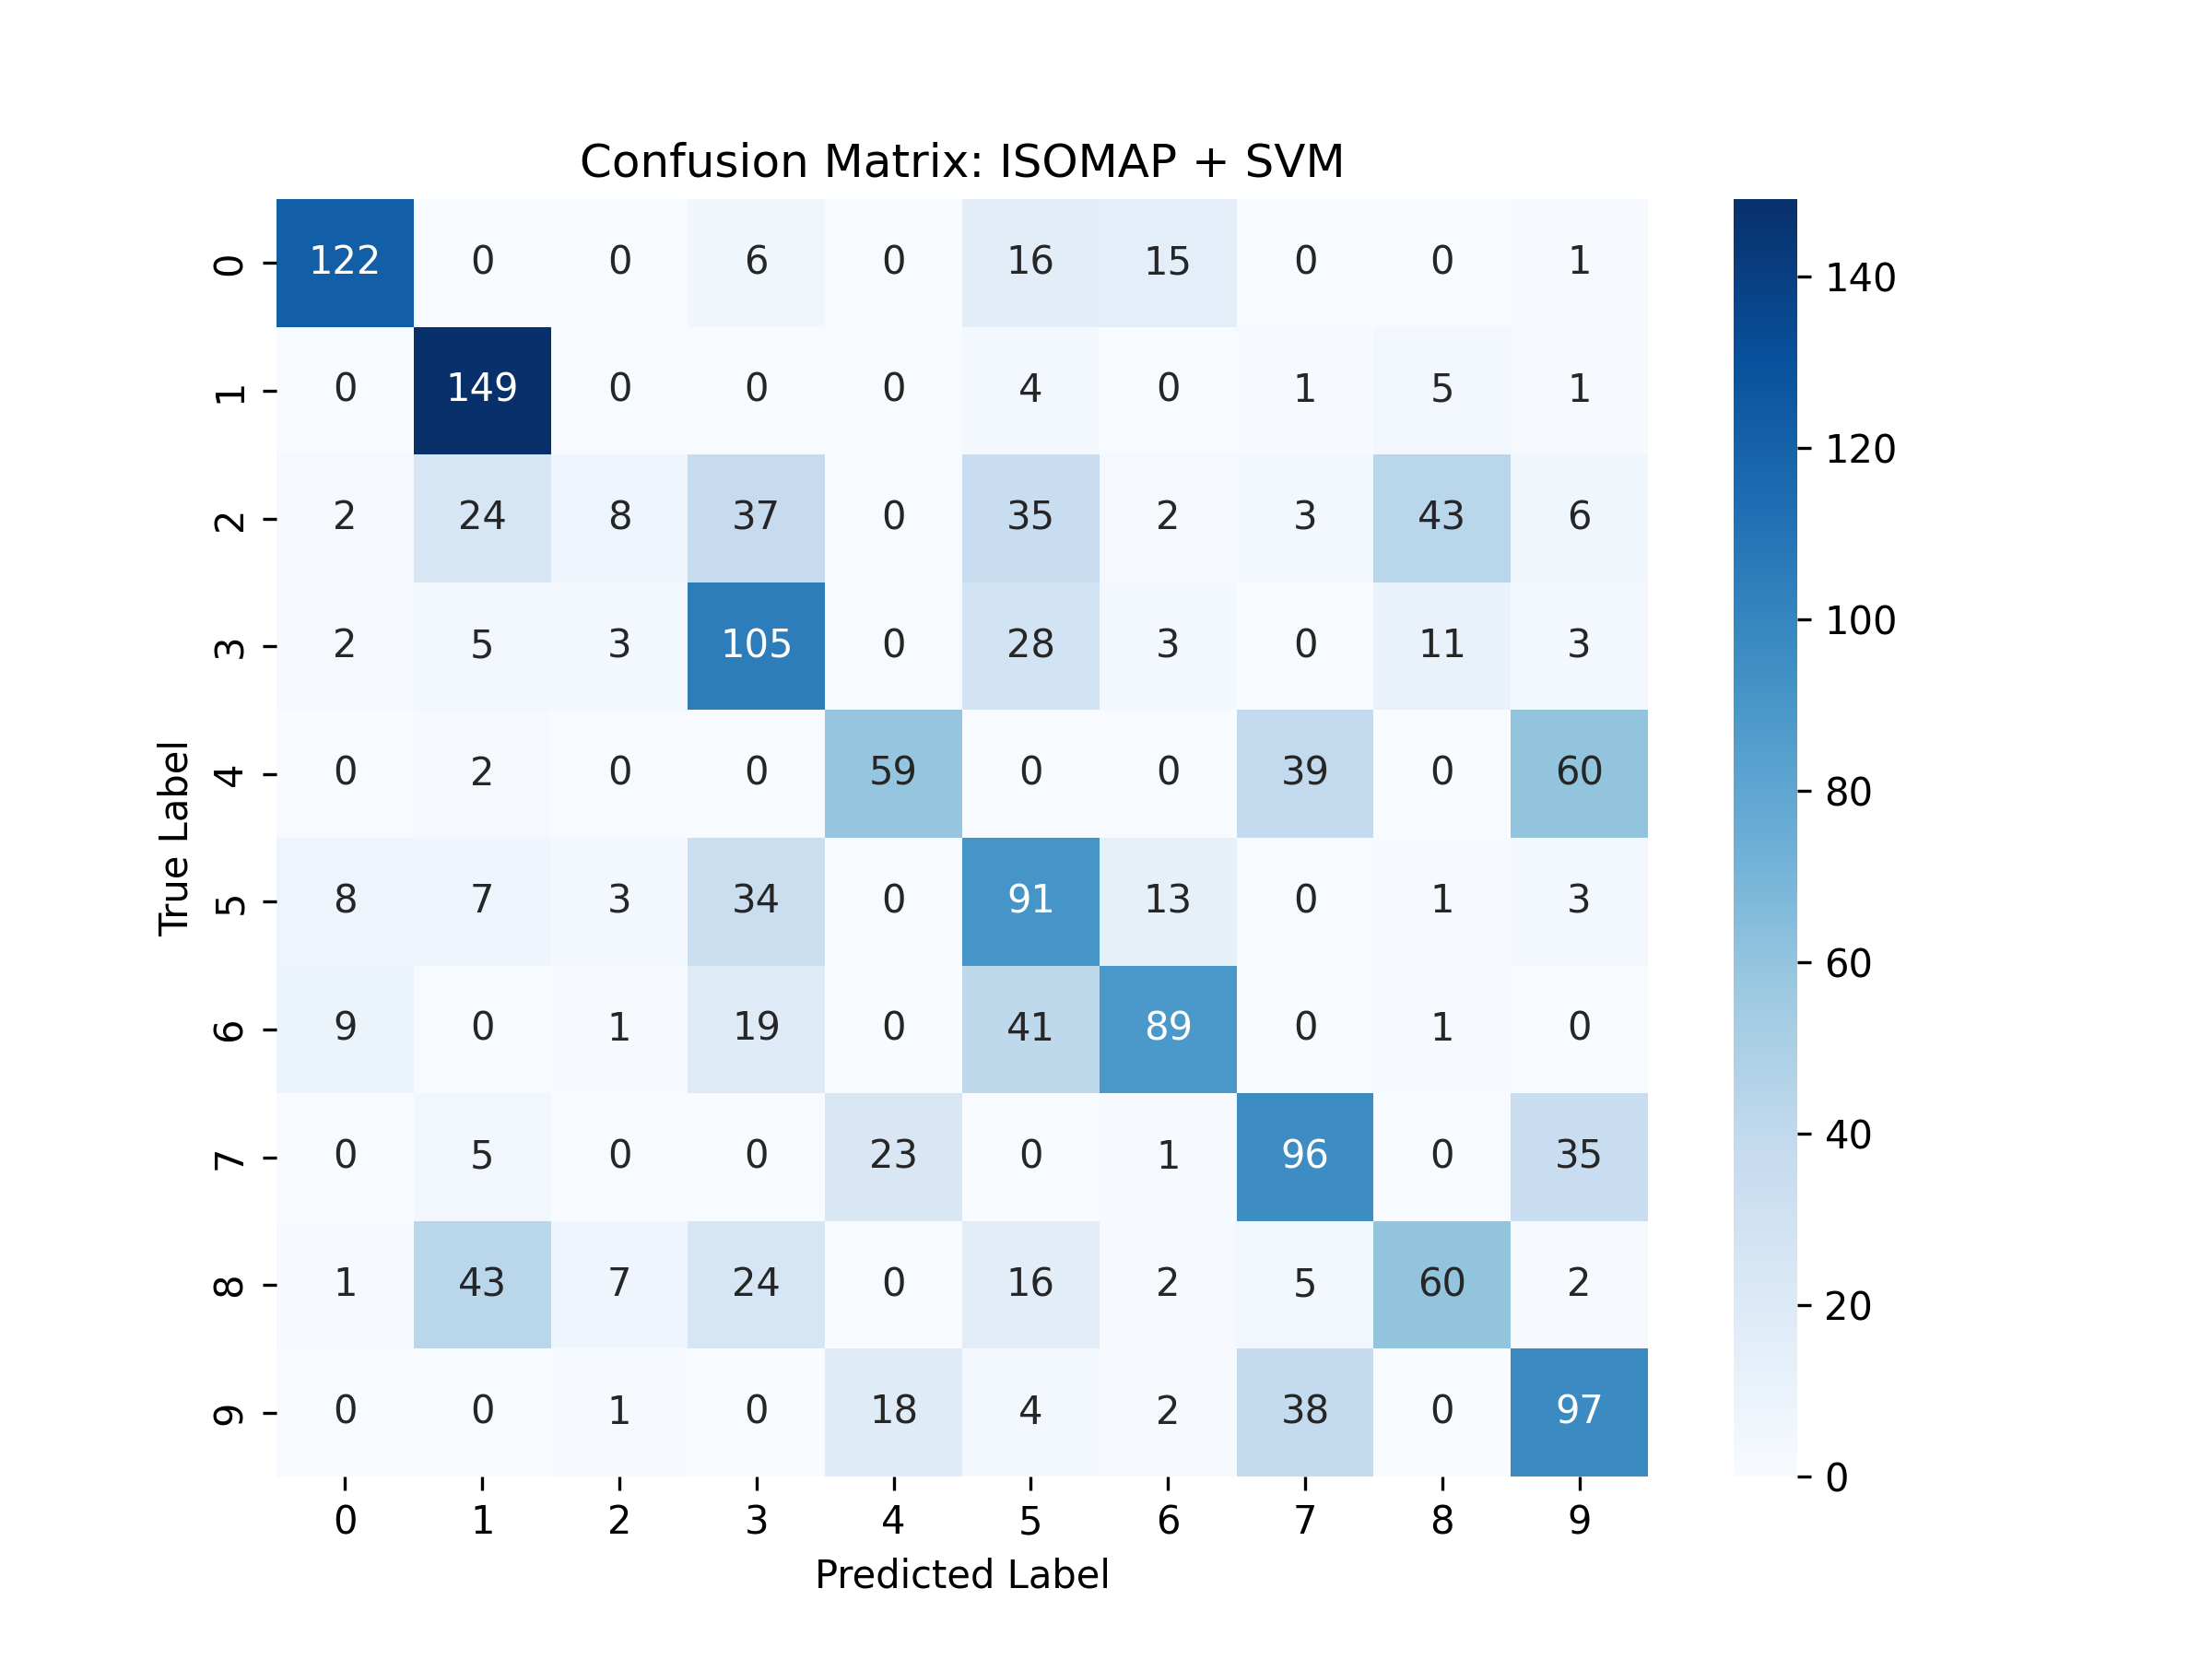 Confusion Matrix: ISOMAP + SVM
0 122 0 0 6 0 16 15 0 0 1
1 0 149 0 0 0 4 0 1 5 1
2 2 24 8 37 0 35 2 3 43 6
3 2 5 3 105 0 28 3 0 11 3
4 0 2 0 0 59 0 0 39 0 60
5 8 7 3 34 0 91 13 0 1 3
6 9 0 1 19 0 41 89 0 1 0
7 0 5 0 0 23 0 1 96 0 35
8 1 43 7 24 0 16 2 5 60 2
9 0 0 1 0 18 4 2 38 0 97
0 1 2 3 4 5 6 7 8 9
Predicted Label
True Label
140
120
100
80
60
40
20
0